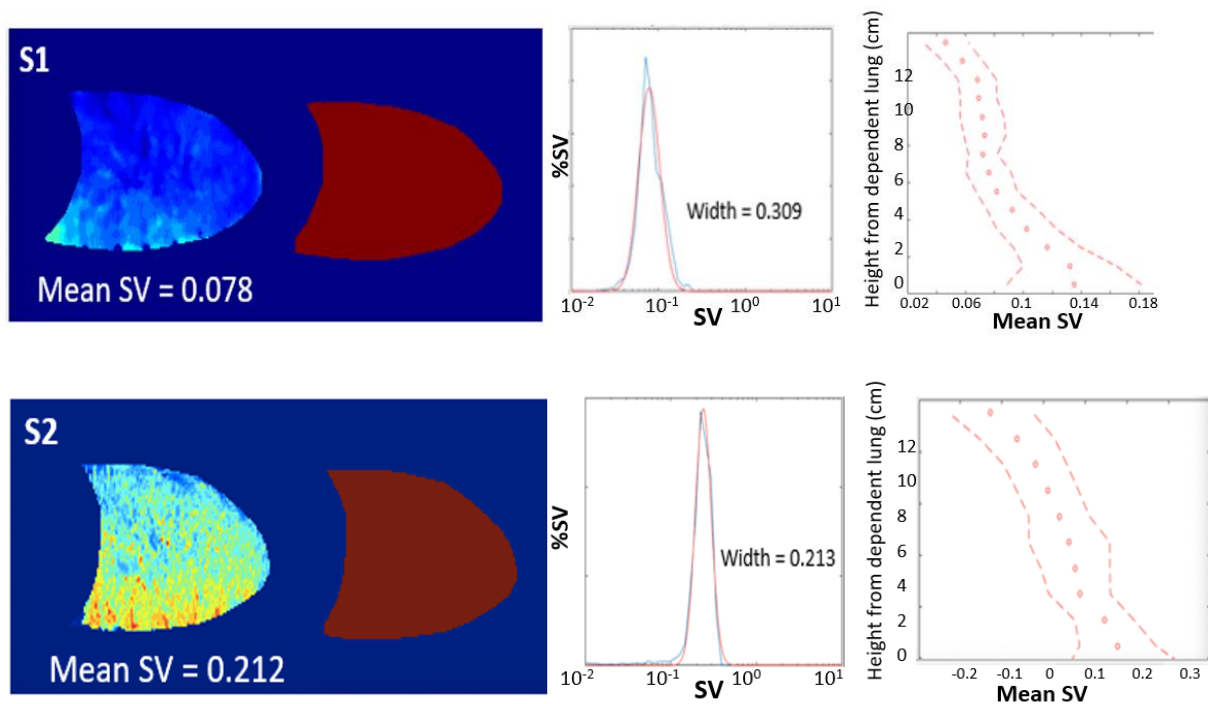 S1
Mean SV = 0.078
%SV
Width = 0.309
10-2 10-1 100 101
SV
Height from dependent lung (cm)
12
10
8
6
4
2
0
0.02 0.06 0.1 0.14 0.18
Mean SV
S2
Mean SV = 0.212
%SV
Width = 0.213
10-2 10-1 100 101
SV
Height from dependent lung (cm)
12
10
8
6
4
2
0
-0.2 -0.1 0 0.1 0.2 0.3
Mean SV